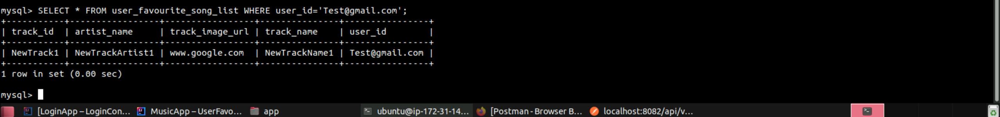 mysql> SELECT * FROM user_favourite_song_list WHERE user_id='Test@gmail.com';
+-----------+-----------------+-----------------+---------------+----------------+
| track_id  | artist_name     | track_image_url | track_name    | user_id        |
+-----------+-----------------+-----------------+---------------+----------------+
| NewTrack1 | NewTrackArtist1 | www.google.com  | NewTrackName1 | Test@gmail.com |
+-----------+-----------------+-----------------+---------------+----------------+
1 row in set (0.00 sec)
mysql>
[LoginApp – LoginCon... MusicApp – UserFavo... app ubuntu@ip-172-31-14... [Postman - Browser B... localhost:8082/api/v...